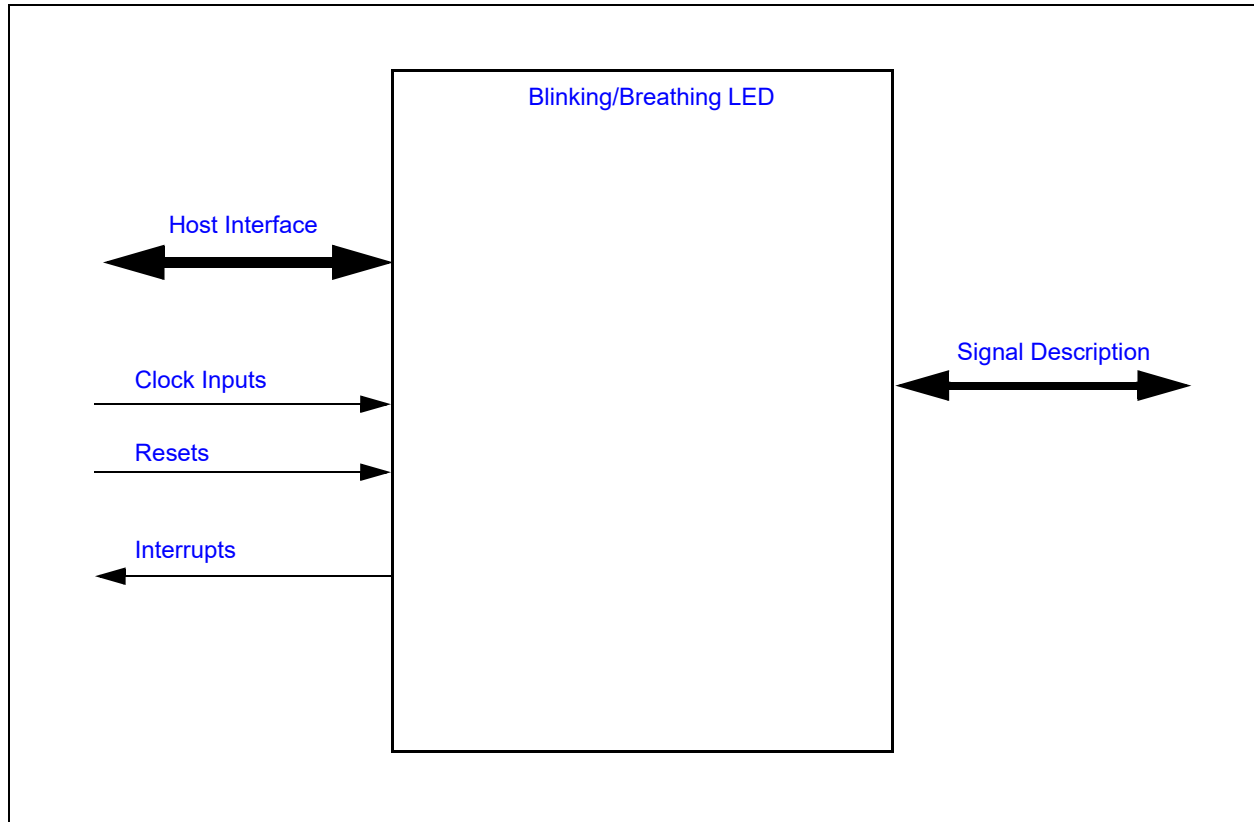 Blinking/Breathing LED
Host Interface
Signal Description
Clock Inputs
Resets
Interrupts